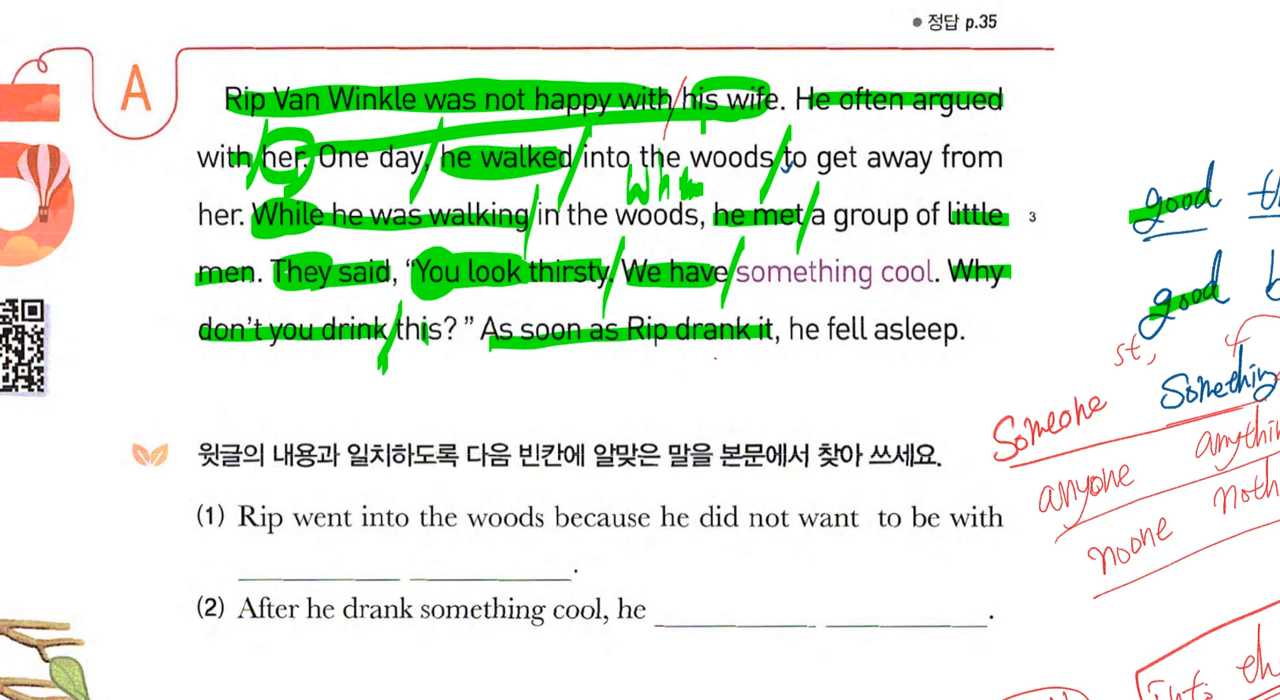 ● 정답 p.35
A
Rip Van Winkle was not happy with his wife. He often argued
with her. One day, he walked into the woods to get away from
her. While he was walking in the woods, he met a group of little 3
men. They said, “You look thirsty. We have something cool. Why
don’t you drink this?” As soon as Rip drank it, he fell asleep.
good
good
st,
Someone Somethin
anyone anythin
noone noth
윗글의 내용과 일치하도록 다음 빈칸에 알맞은 말을 본문에서 찾아 쓰세요.
(1) Rip went into the woods because he did not want to be with
.
(2) After he drank something cool, he .
into